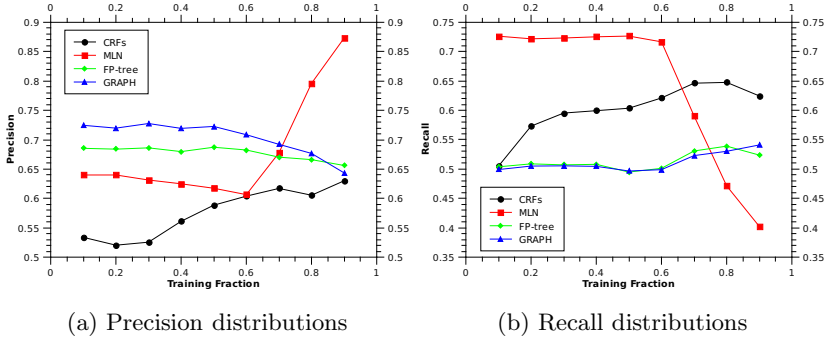 0 0.2 0.4 0.6 0.8 1
0.9 0.9
0.85 0.85
0.8 0.8
0.75 0.75
0.7 0.7
0.65 0.65
0.6 0.6
0.55 0.55
0.5 0.5
0 0.2 0.4 0.6 0.8 1
Precision
Training Fraction
CRFs
MLN
FP-tree
GRAPH
(a) Precision distributions
0 0.2 0.4 0.6 0.8 1
0.75 0.75
0.7 0.7
0.65 0.65
0.6 0.6
0.55 0.55
0.5 0.5
0.45 0.45
0.4 0.4
0.35 0.35
0 0.2 0.4 0.6 0.8 1
Recall
Training Fraction
CRFs
MLN
FP-tree
GRAPH
(b) Recall distributions